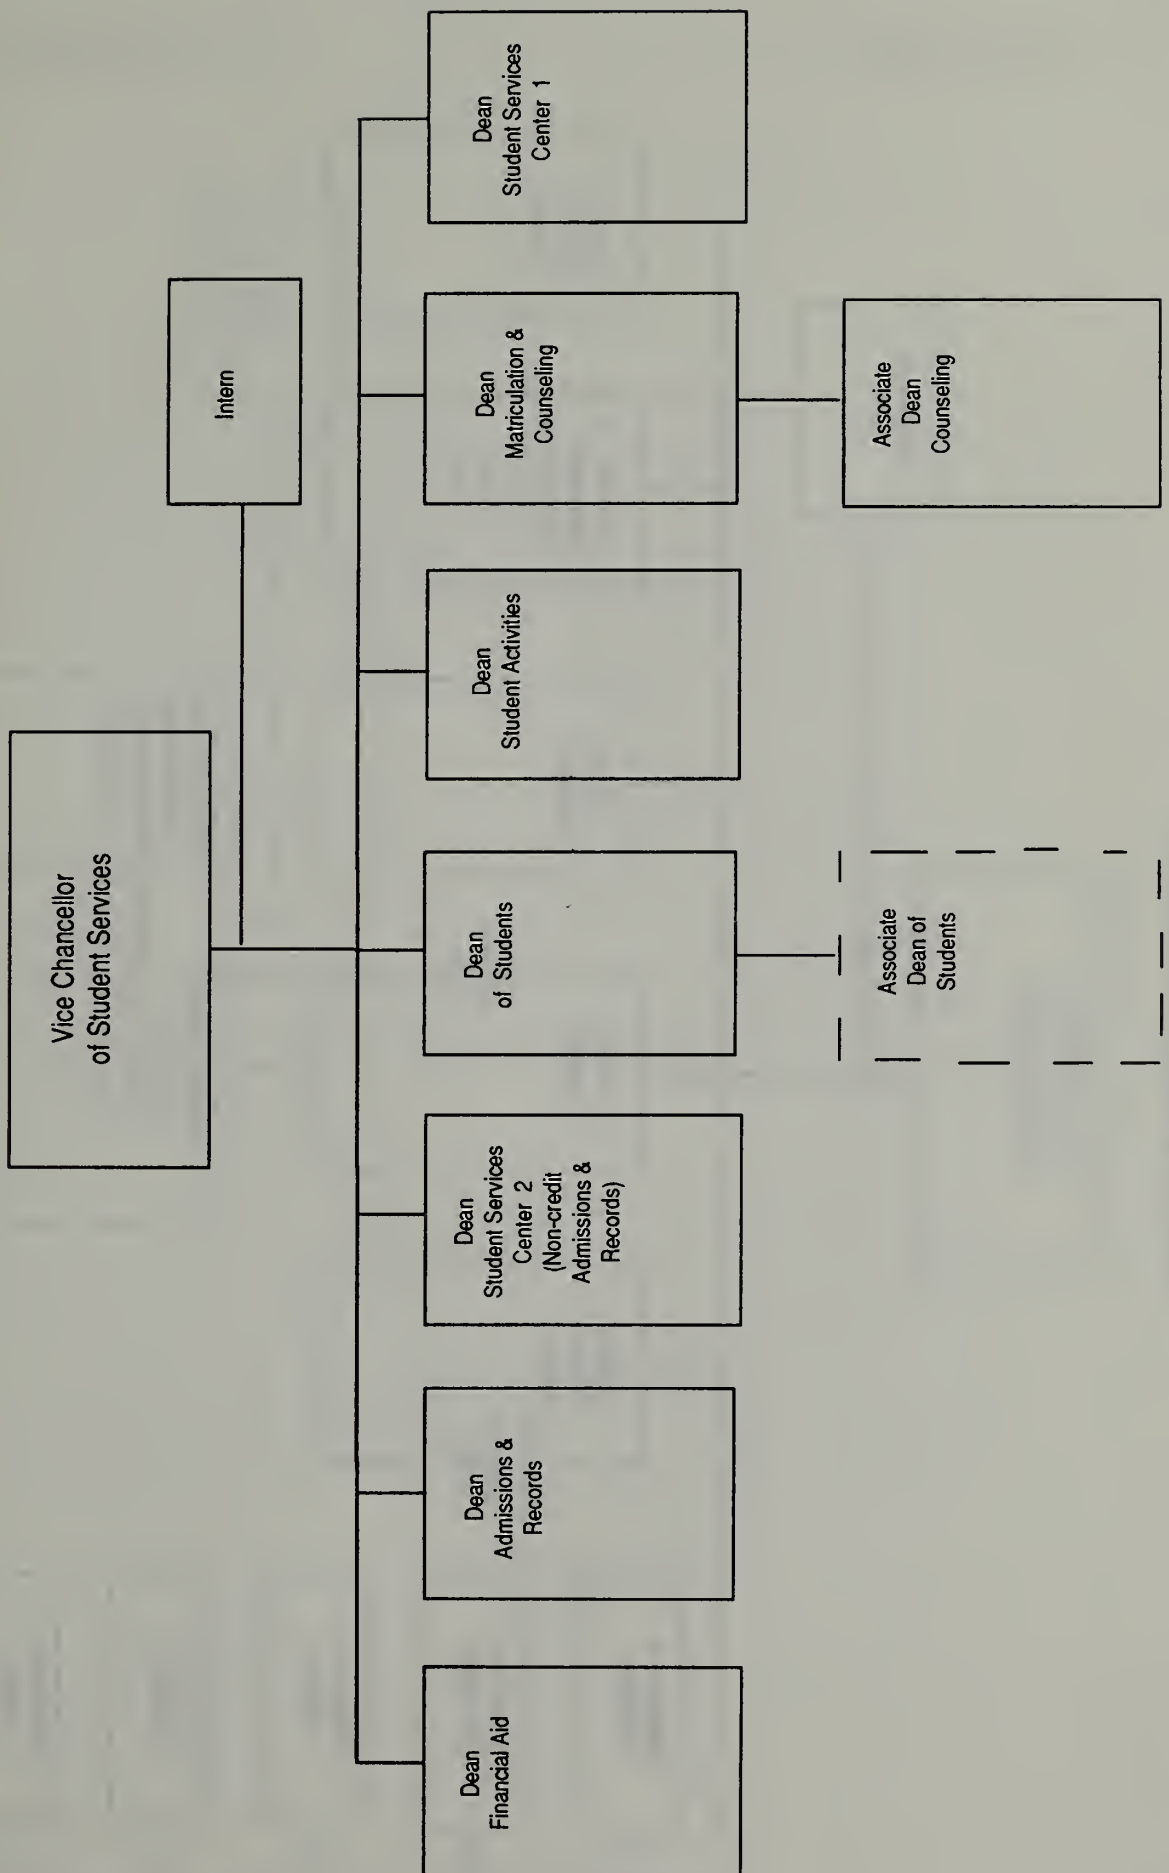 Vice Chancellor
of Student Services
Intern
Dean
Financial Aid
Dean
Admissions &
Records
Dean
Student Services
Center 2
(Non-credit
Admissions &
Records)
Dean
of Students
Dean
Student Activities
Dean
Matriculation &
Counseling
Dean
Student Services
Center 1
Associate
Dean of
Students
Associate
Dean
Counseling